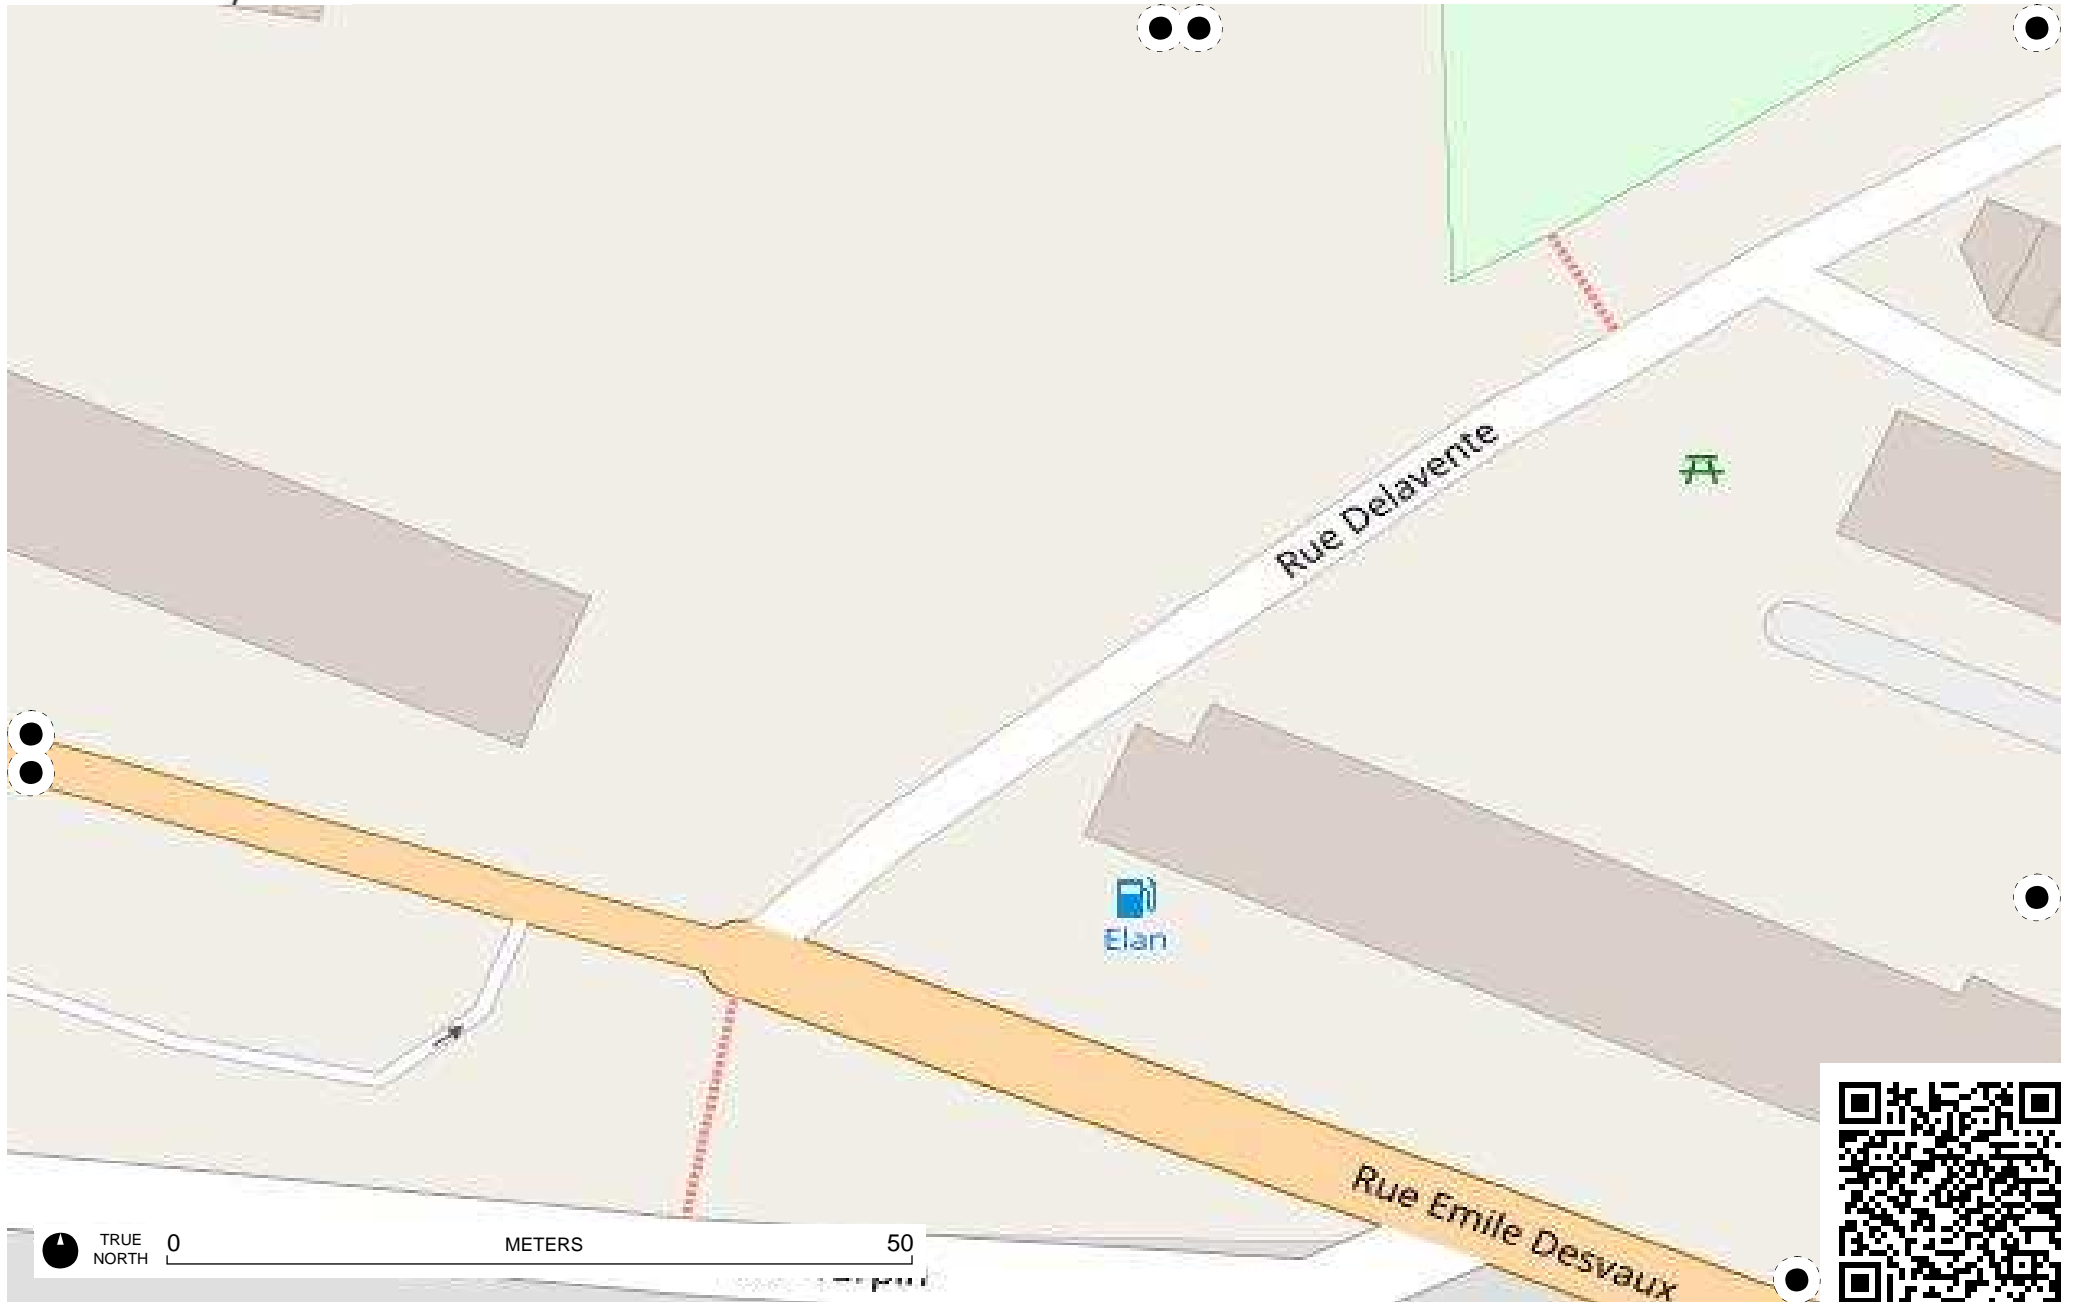 Rue Delavente
Elan
Rue Emile Desvaux
TRUE
NORTH
0 METERS 50